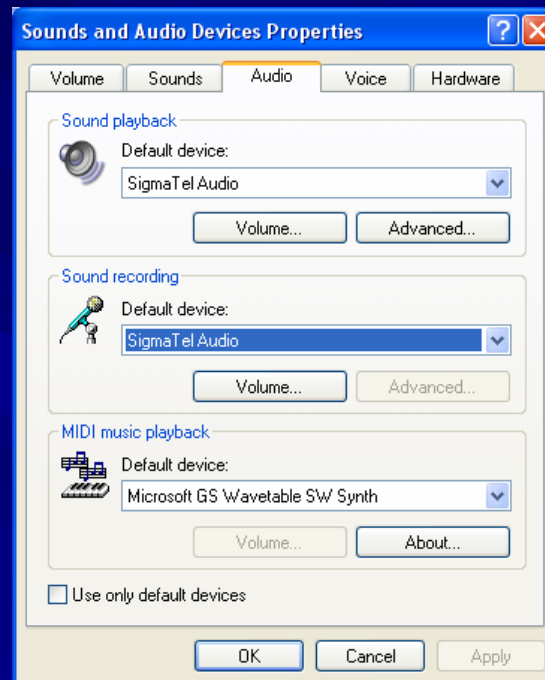 Sounds and Audio Devices Properties
?
Volume
Sounds
Audio
Voice
Hardware
Sound playback
Default device:
SigmaTel Audio
Volume...
Advanced...
Sound recording
Default device:
SigmaTel Audio
Volume...
Advanced...
MIDI music playback
Default device:
Microsoft GS Wavetable SW Synth
Volume...
About...
Use only default devices
OK
Cancel
Apply